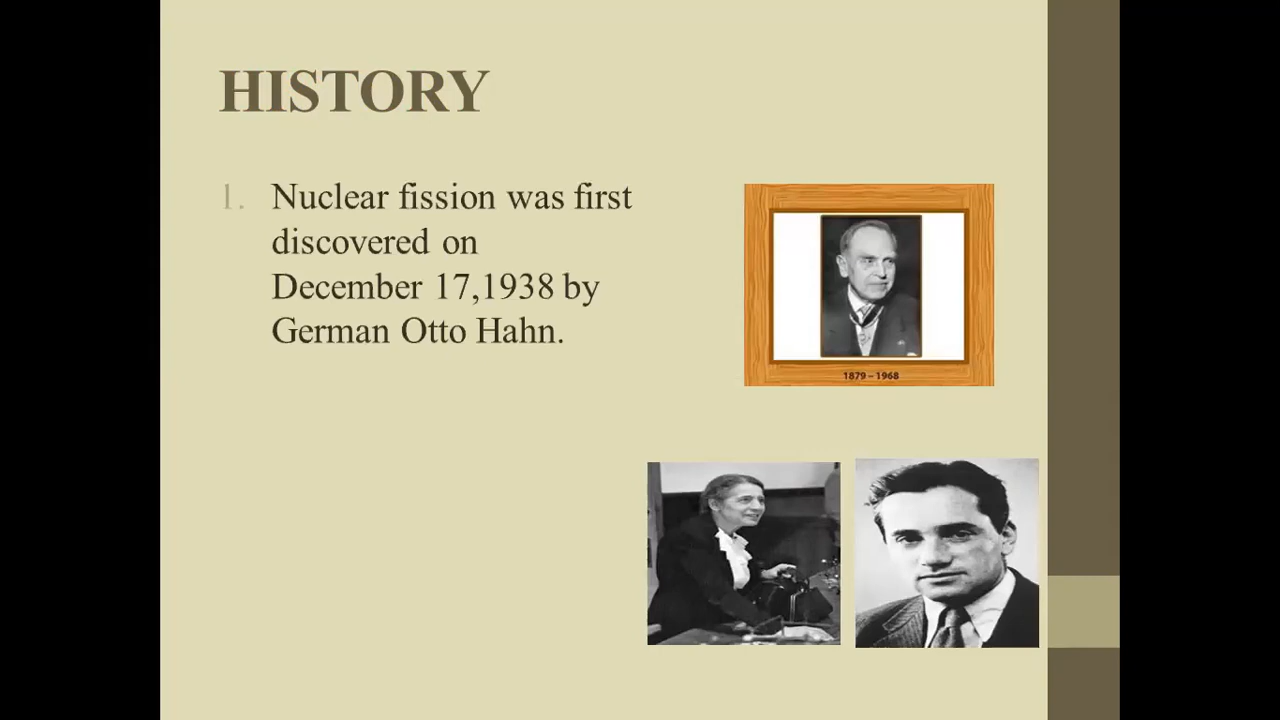 HISTORY
1. Nuclear fission was first
discovered on
December 17,1938 by
German Otto Hahn.
1879 – 1968